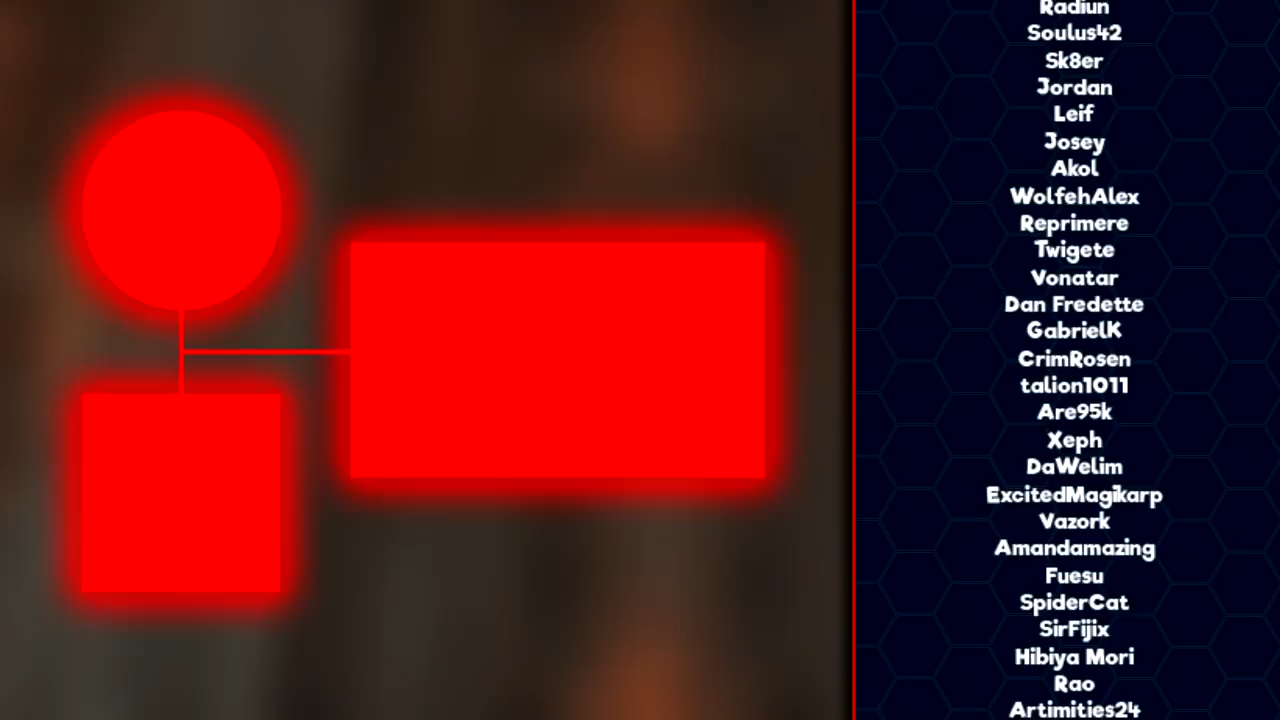 Radiun
Soulus42
Sk8er
Jordan
Leif
Josey
Akol
WolfehAlex
Reprimere
Twigete
Vonatar
Dan Fredette
GabrielK
CrimRosen
talion1011
Are95k
Xeph
DaWelim
ExcitedMagikarp
Vazork
Amandamazing
Fuesu
SpiderCat
SirFijix
Hibiya Mori
Rao
Artimities24